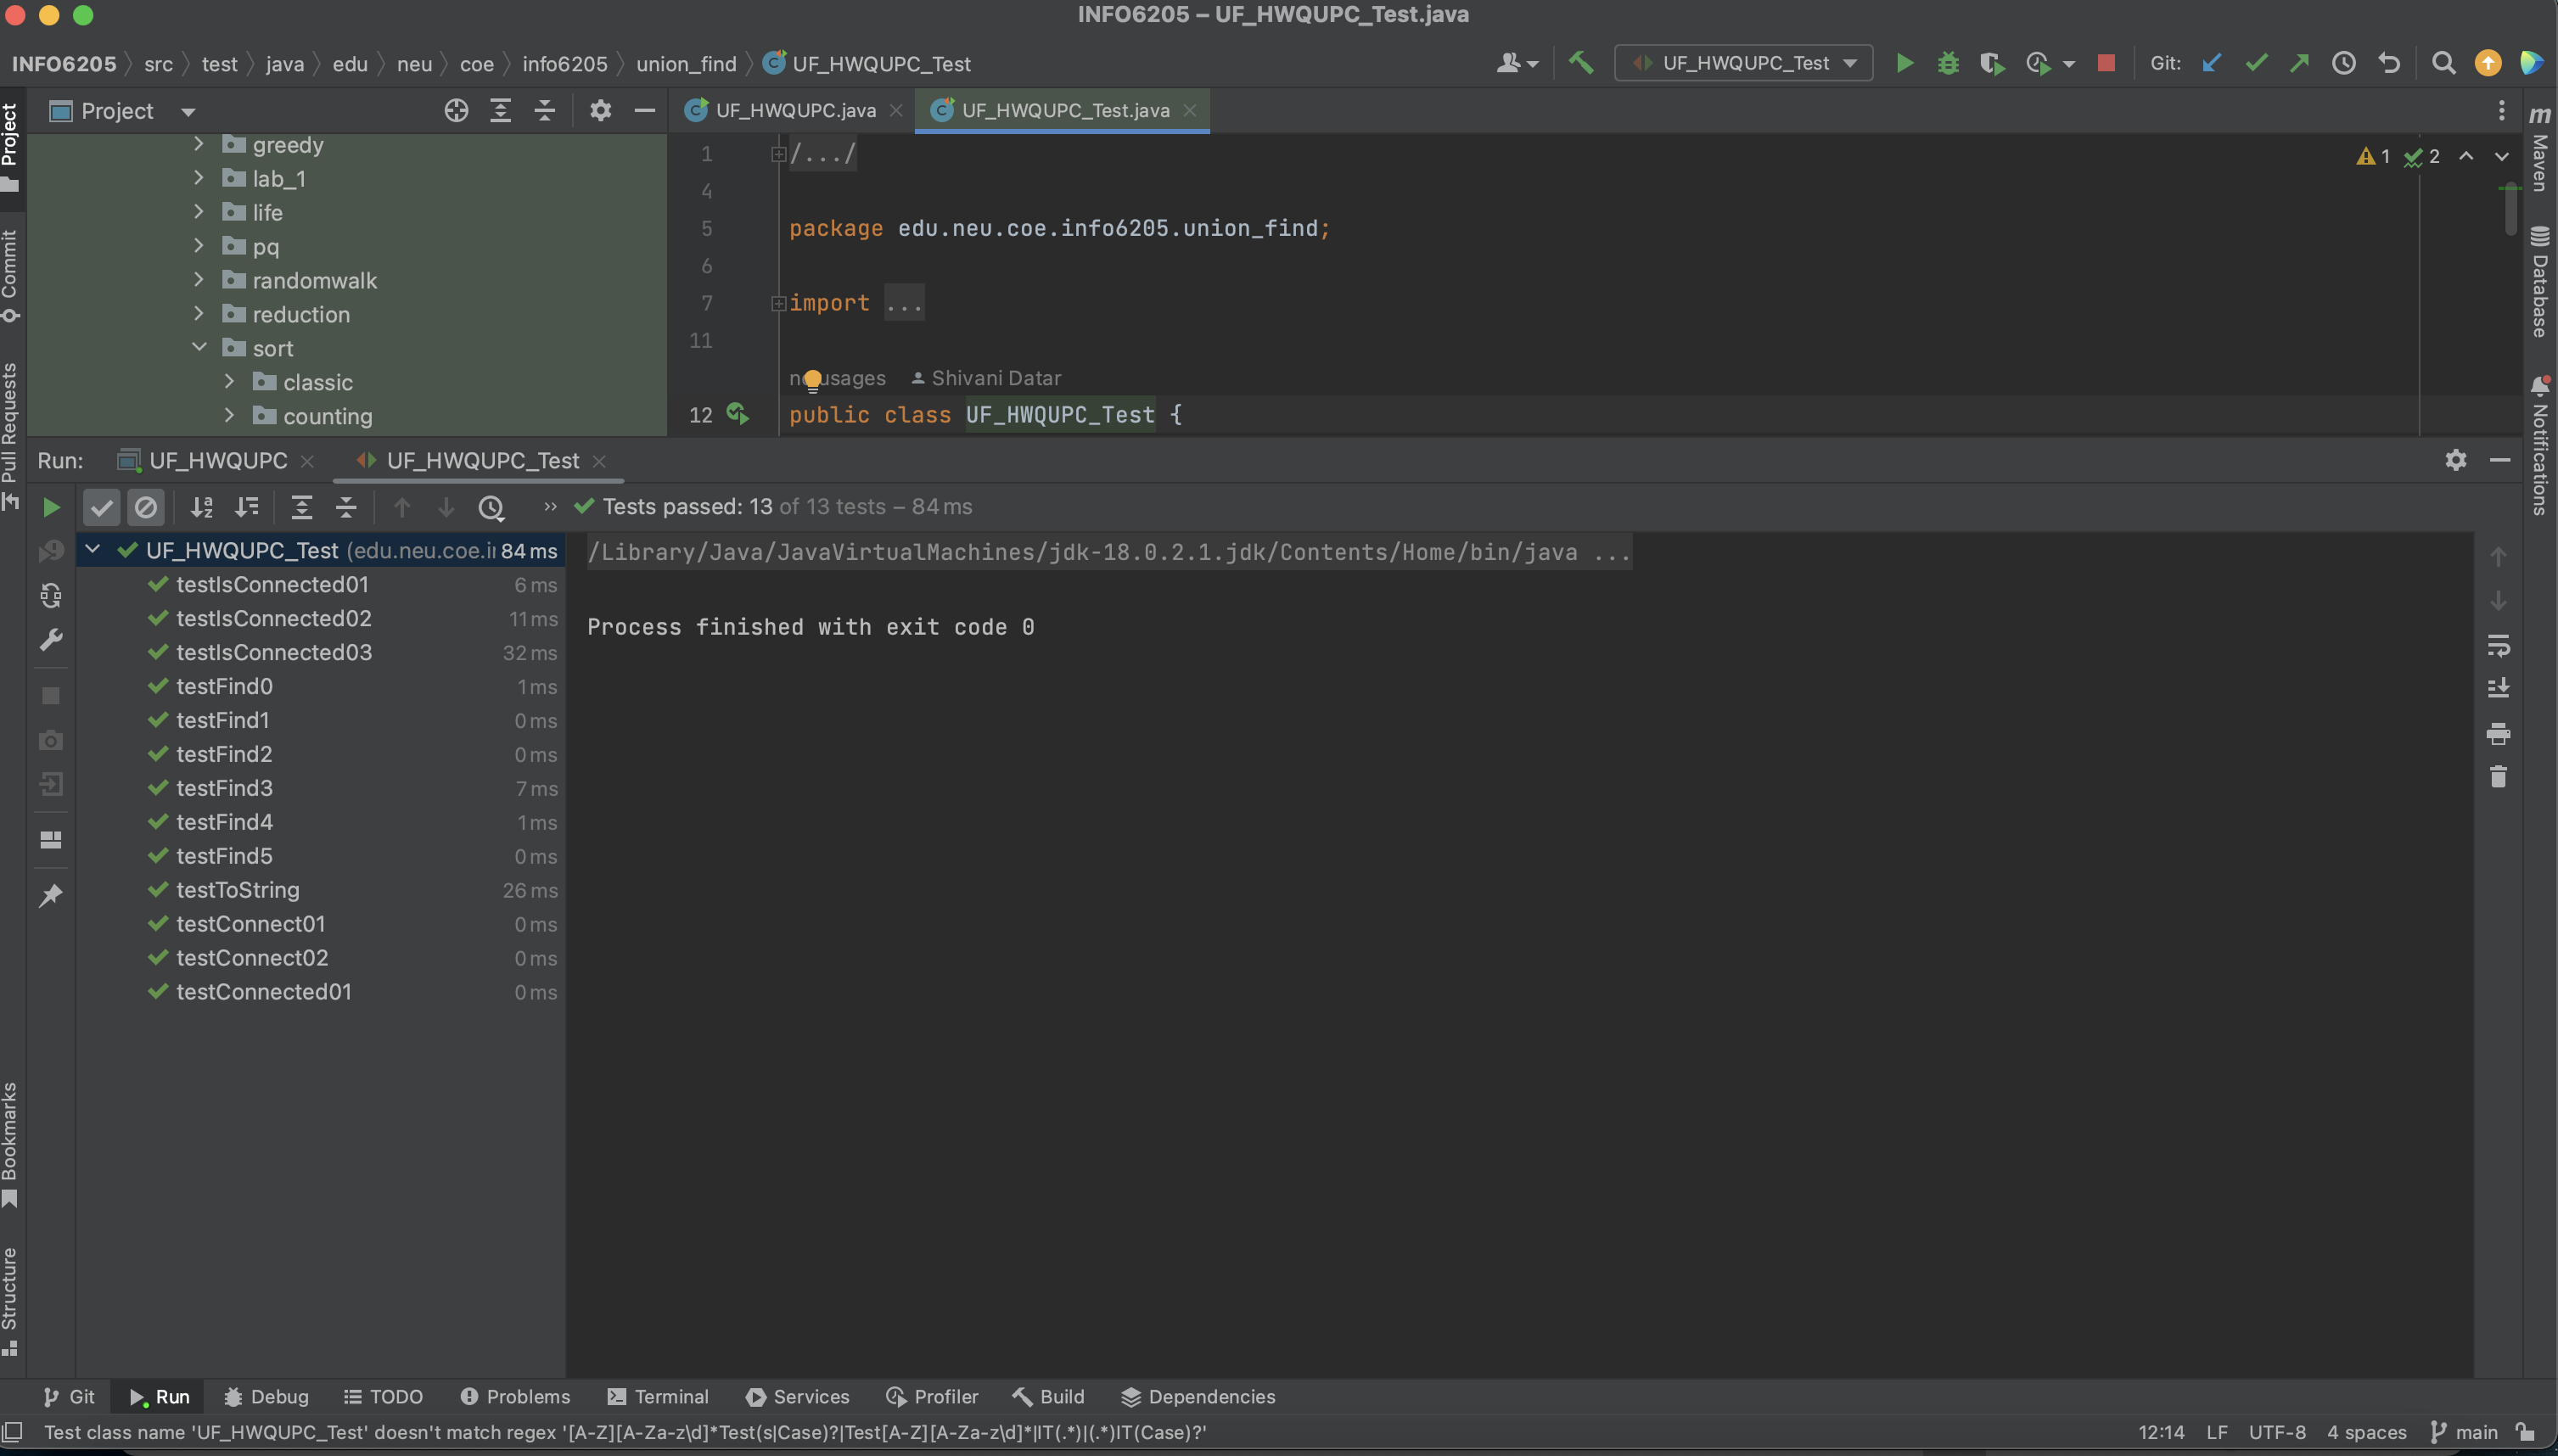 INFO6205 – UF_HWQUPC_Test.java
INFO6205 src test java edu neu coe info6205 union_find UF_HWQUPC_Test
UF_HWQUPC_Test
Git:
Project
UF_HWQUPC.java
UF_HWQUPC_Test.java
Project
Commit
Pull Requests
Bookmarks
Structure
greedy
lab_1
life
pq
randomwalk
reduction
sort
classic
counting
1 /.../
4
5 package edu.neu.coe.info6205.union_find;
6
7 import ...
11
usages Shivani Datar
12 public class UF_HWQUPC_Test {
1 2
m Maven
Database
Notifications
Run: UF_HWQUPC UF_HWQUPC_Test
Tests passed: 13 of 13 tests – 84 ms
UF_HWQUPC_Test (edu.neu.coe.i 84 ms
testIsConnected01 6 ms
testIsConnected02 11 ms
testIsConnected03 32 ms
testFind0 1 ms
testFind1 0 ms
testFind2 0 ms
testFind3 7 ms
testFind4 1 ms
testFind5 0 ms
testToString 26 ms
testConnect01 0 ms
testConnect02 0 ms
testConnected01 0 ms
/Library/Java/JavaVirtualMachines/jdk-18.0.2.1.jdk/Contents/Home/bin/java ...
Process finished with exit code 0
Git Run Debug TODO Problems Terminal Services Profiler Build Dependencies
Test class name 'UF_HWQUPC_Test' doesn't match regex '[A-Z][A-Za-z\d]*Test(s|Case)?|Test[A-Z][A-Za-z\d]*|IT(.*)|(.*)IT(Case)?'
12:14 LF UTF-8 4 spaces main